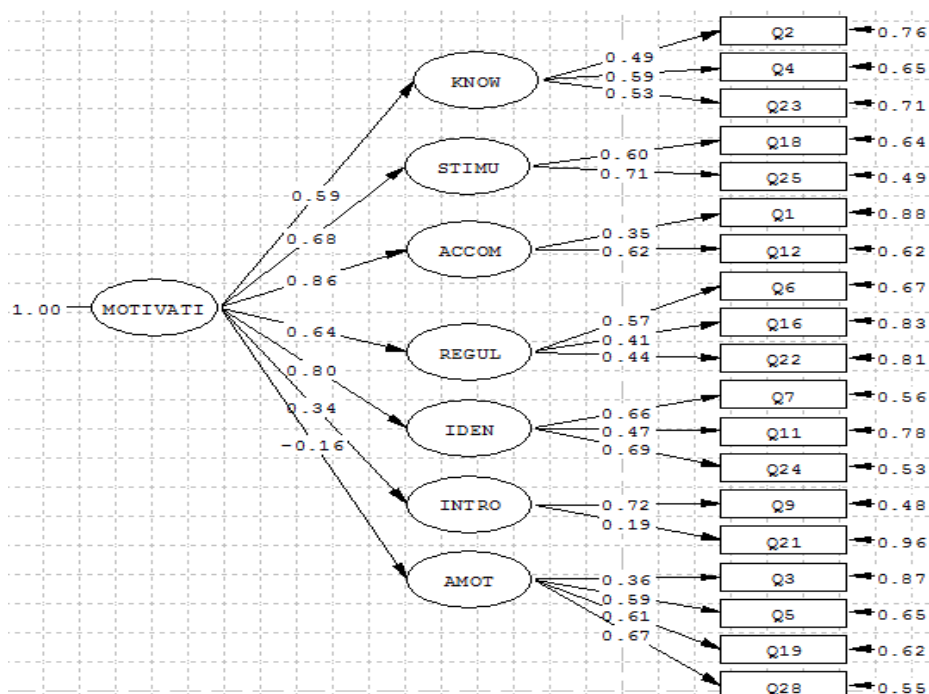 Q2 0.76
0.49
KNOW 0.59 Q4 0.65
0.53
Q23 0.71
Q18 0.64
0.60
STIMU 0.71 Q25 0.49
0.59
Q1 0.88
0.35
0.68
ACCOM 0.62 Q12 0.62
0.86
Q6 0.67
1.00 MOTIVATI
0.57
0.64 Q16 0.83
0.41
REGUL 0.44 Q22 0.81
0.80
Q7 0.56
0.34 0.66
IDEN 0.47 Q11 0.78
-0.16 0.69
Q24 0.53
INTRO 0.72 Q9 0.48
0.19
Q21 0.96
AMOT 0.36 Q3 0.87
0.59
0.61 Q5 0.65
0.67
Q19 0.62
Q28 0.55